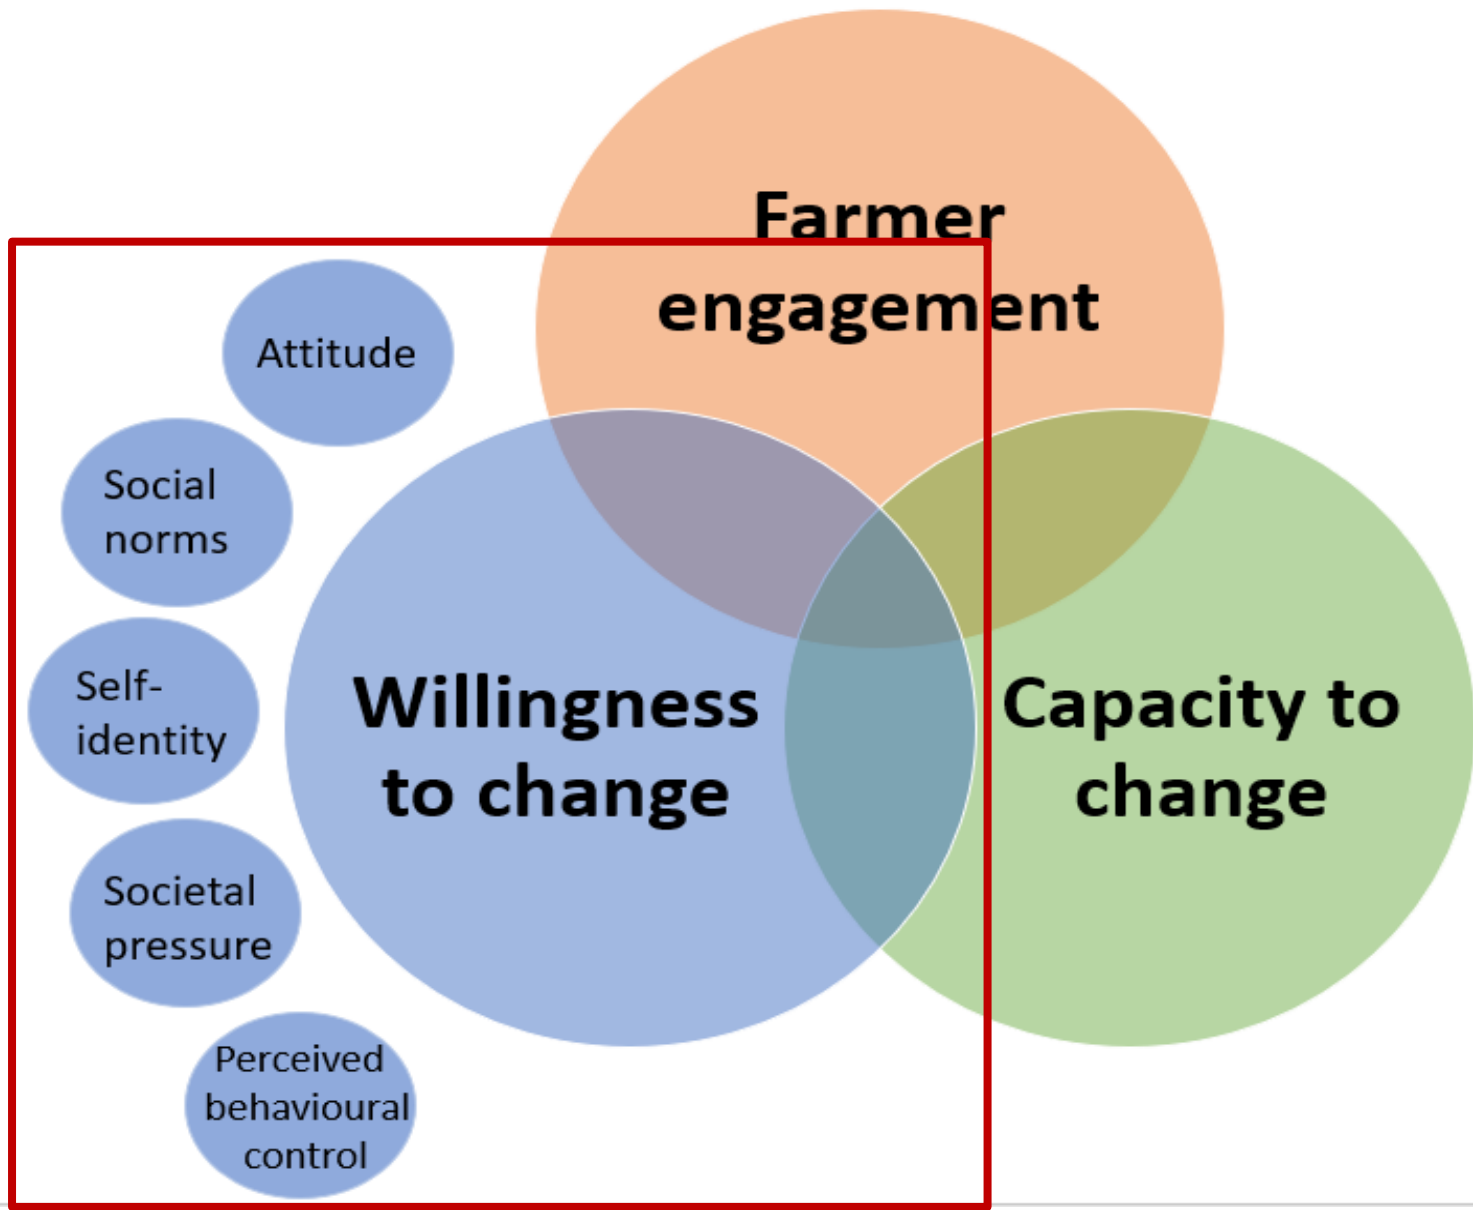 Farmer
engagement
Attitude
Social
norms
Self-
identity
Societal
pressure
Perceived
behavioural
control
Willingness
to change
Capacity to
change